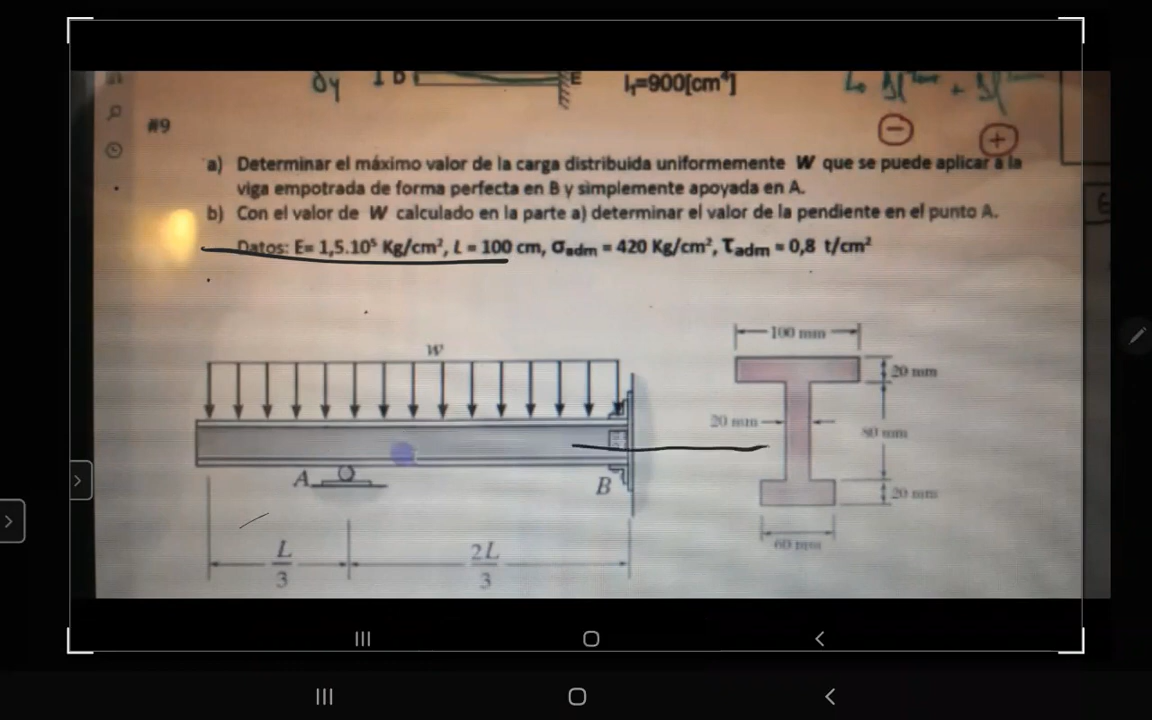 δy
D
E
I₁=900[cm⁴]
#9
a) Determinar el máximo valor de la carga distribuida uniformemente W que se puede aplicar a la
viga empotrada de forma perfecta en B y simplemente apoyada en A.
b) Con el valor de W calculado en la parte a) determinar el valor de la pendiente en el punto A.
Datos: E= 1,5.10⁵ Kg/cm², L = 100 cm, σadm = 420 Kg/cm², τadm = 0,8 t/cm²
W
100 mm
20 mm
20 mm
80 mm
A
B
20 mm
60 mm
L
3
2L
3